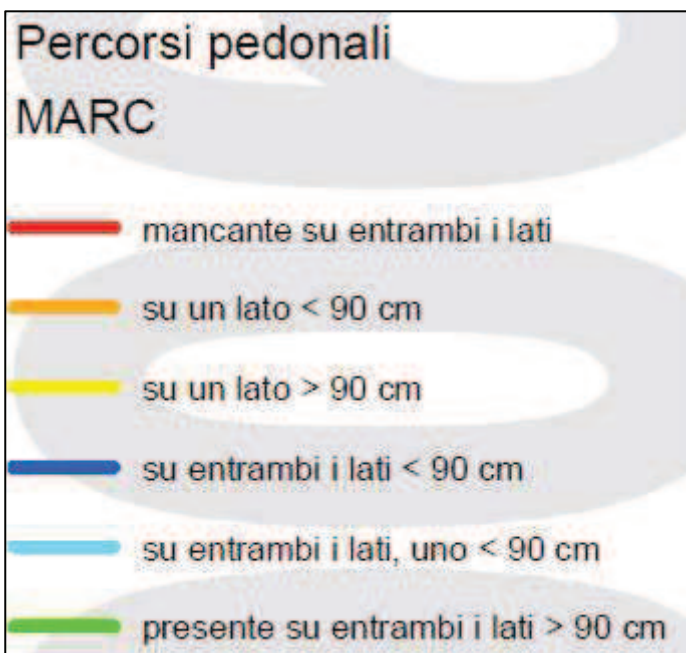 Percorsi pedonali
MARC
mancante su entrambi i lati
su un lato < 90 cm
su un lato > 90 cm
su entrambi i lati < 90 cm
su entrambi i lati, uno < 90 cm
presente su entrambi i lati > 90 cm